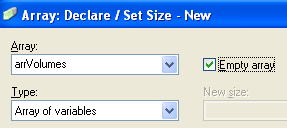 Array: Declare / Set Size - New
Array:
arrVolumes
Empty array
Type:
New size:
Array of variables